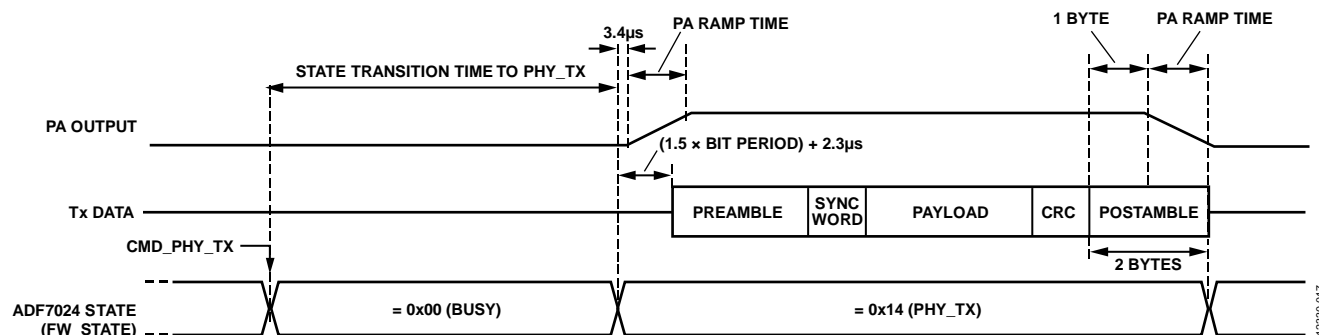 3.4µs
PA RAMP TIME
1 BYTE
PA RAMP TIME
STATE TRANSITION TIME TO PHY_TX
PA OUTPUT
(1.5 × BIT PERIOD) + 2.3µs
Tx DATA
PREAMBLE
SYNC
WORD
PAYLOAD
CRC
POSTAMBLE
CMD_PHY_TX
2 BYTES
ADF7024 STATE
(FW_STATE)
= 0x00 (BUSY)
= 0x14 (PHY_TX)